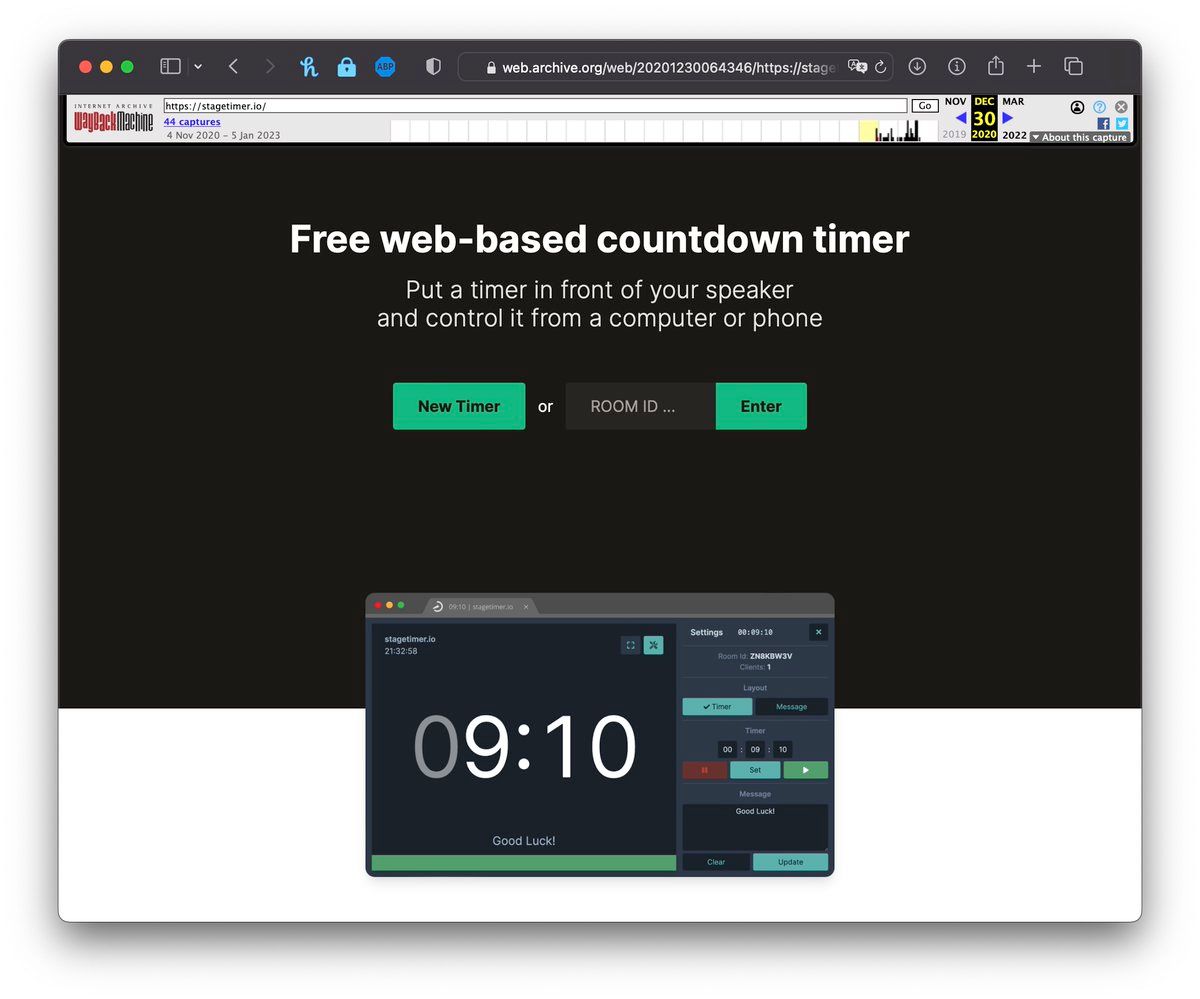 ABP
web.archive.org/web/20201230064346/https://stage
INTERNET ARCHIVE
WayBackMachine
https://stagetimer.io/
Go
44 captures
4 Nov 2020 – 5 Jan 2023
NOV DEC MAR
30
2019 2020 2022
▾ About this capture
Free web-based countdown timer
Put a timer in front of your speaker
and control it from a computer or phone
New Timer or ROOM ID ... Enter
09:10 | stagetimer.io
stagetimer.io
21:32:58
09:10
Good Luck!
Settings 00:09:10
Room Id: ZN8KBW3V
Clients: 1
Layout
Timer Message
Timer
00 : 09 : 10
Set
Message
Good Luck!
Clear Update